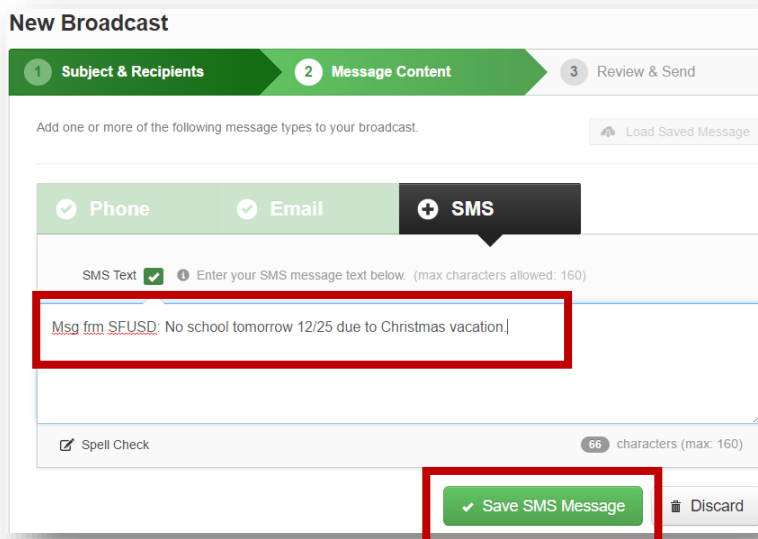 New Broadcast
1 Subject & Recipients 2 Message Content 3 Review & Send
Add one or more of the following message types to your broadcast. Load Saved Message
Phone Email SMS
SMS Text Enter your SMS message text below. (max characters allowed: 160)
Msg frm SFUSD: No school tomorrow 12/25 due to Christmas vacation.
Spell Check 66 characters (max: 160)
Save SMS Message Discard